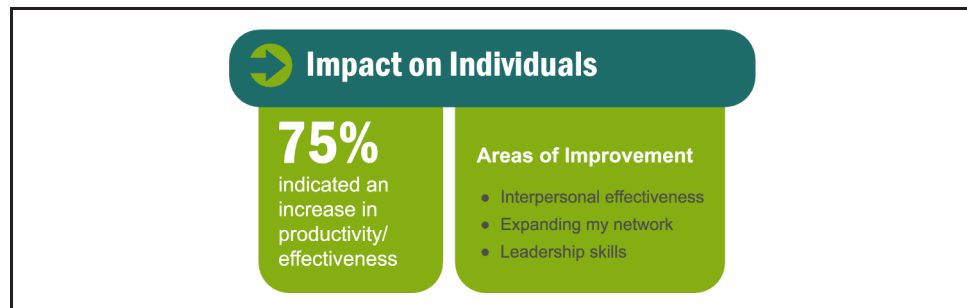 Impact on Individuals
75%
indicated an
increase in
productivity/
effectiveness
Areas of Improvement
● Interpersonal effectiveness
● Expanding my network
● Leadership skills